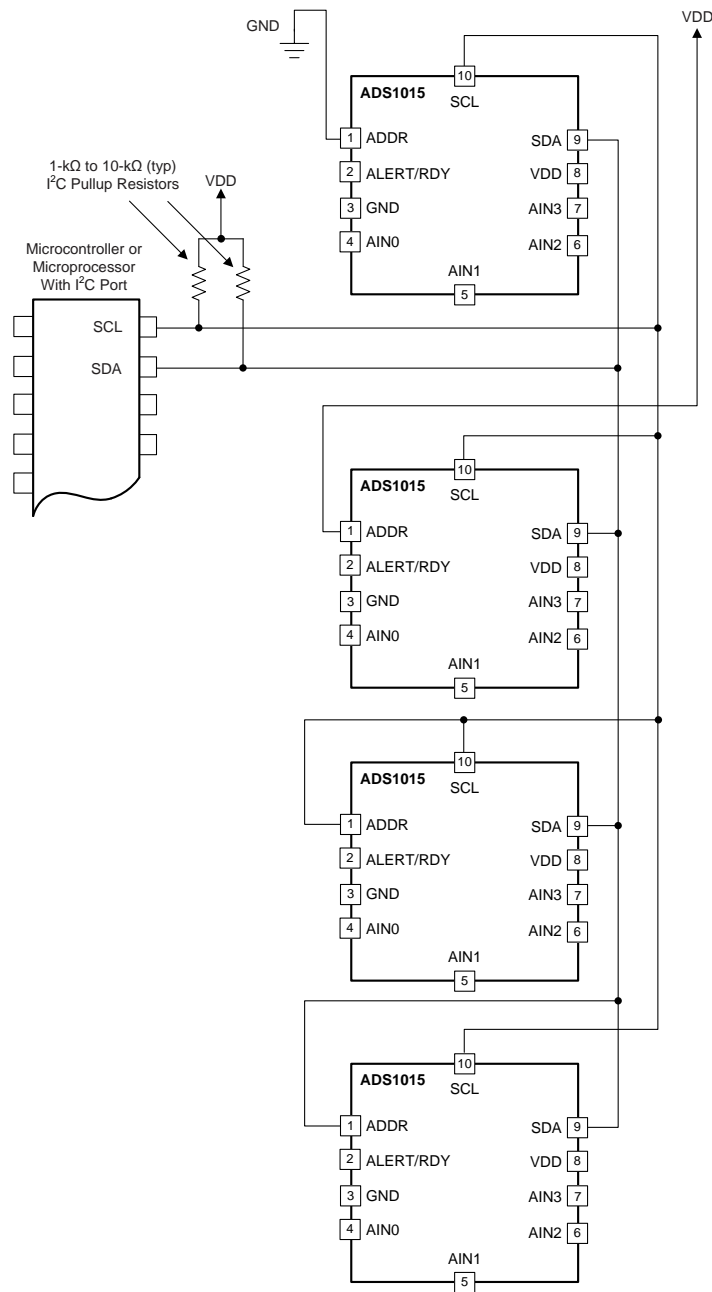 GND
VDD
10
ADS1015
SCL
1 ADDR
SDA 9
2 ALERT/RDY
VDD 8
3 GND
AIN3 7
4 AIN0
AIN2 6
AIN1
5
1-kΩ to 10-kΩ (typ)
I²C Pullup Resistors
VDD
Microcontroller or
Microprocessor
With I²C Port
SCL
SDA
10
ADS1015
SCL
1 ADDR
SDA 9
2 ALERT/RDY
VDD 8
3 GND
AIN3 7
4 AIN0
AIN2 6
AIN1
5
10
ADS1015
SCL
1 ADDR
SDA 9
2 ALERT/RDY
VDD 8
3 GND
AIN3 7
4 AIN0
AIN2 6
AIN1
5
10
ADS1015
SCL
1 ADDR
SDA 9
2 ALERT/RDY
VDD 8
3 GND
AIN3 7
4 AIN0
AIN2 6
AIN1
5